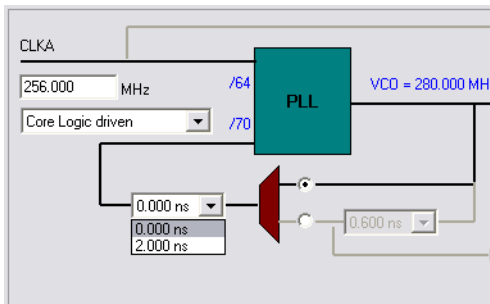 CLKA
256.000 MHz
/64
PLL
VCO = 280.000 MH
Core Logic driven
/70
0.000 ns
0.000 ns
2.000 ns
0.600 ns